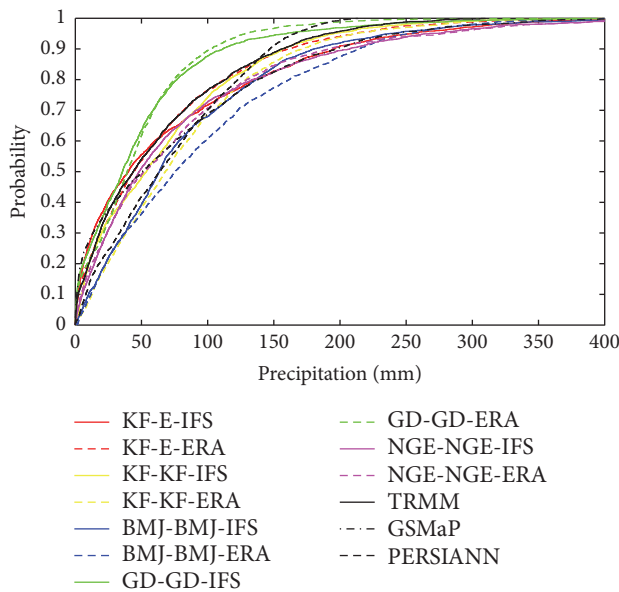 1
0.9
0.8
0.7
0.6
0.5
0.4
0.3
0.2
0.1
0
Probability
0 50 100 150 200 250 300 350 400
Precipitation (mm)
KF-E-IFS
KF-E-ERA
KF-KF-IFS
KF-KF-ERA
BMJ-BMJ-IFS
BMJ-BMJ-ERA
GD-GD-IFS
GD-GD-ERA
NGE-NGE-IFS
NGE-NGE-ERA
TRMM
GSMaP
PERSIANN